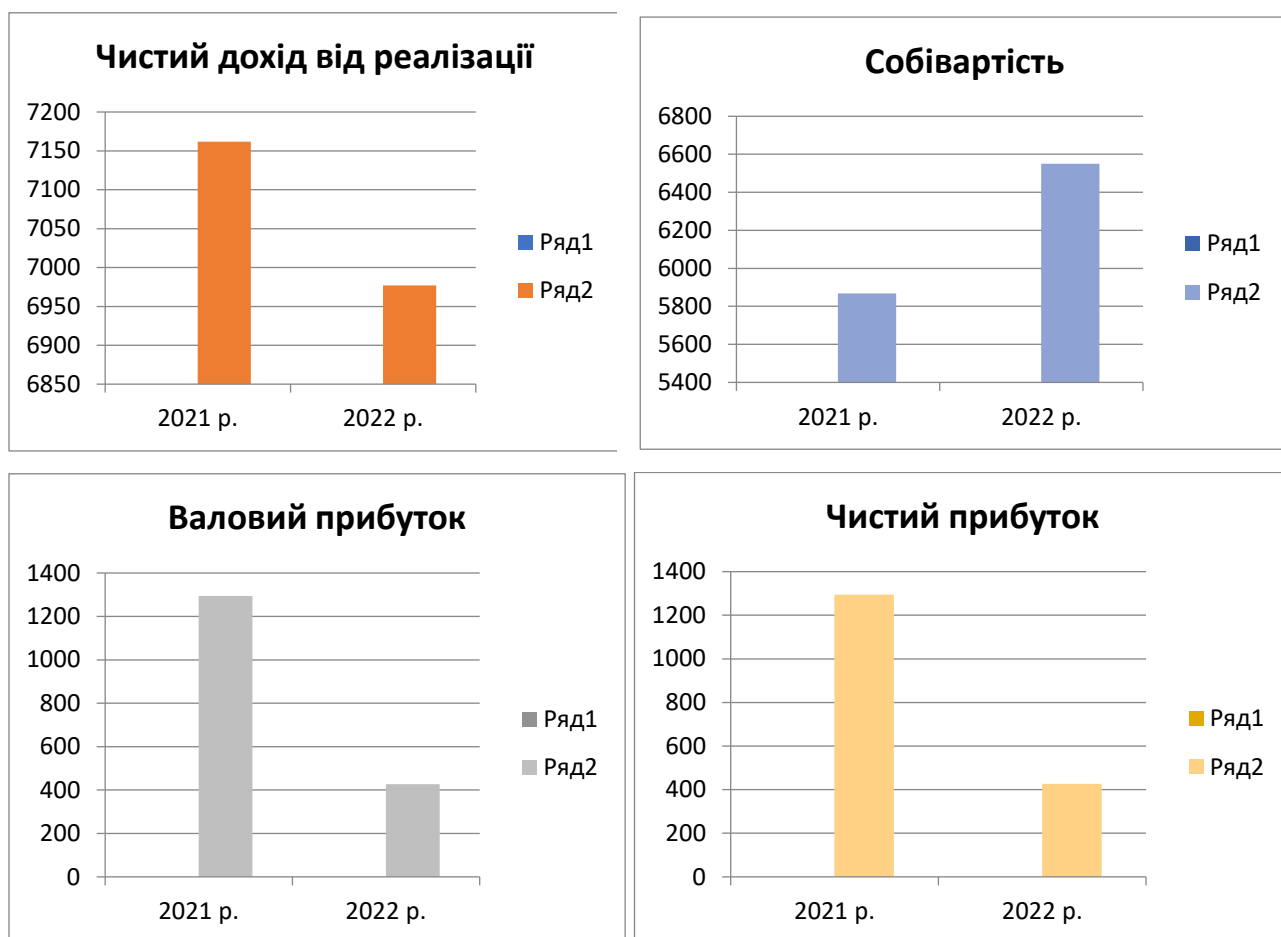 Чистий дохід від реалізації
7200
7150
7100
7050
7000
6950
6900
6850
2021 р.
2022 р.
Ряд1
Ряд2
Собівартість
6800
6600
6400
6200
6000
5800
5600
5400
2021 р.
2022 р.
Ряд1
Ряд2
Валовий прибуток
1400
1200
1000
800
600
400
200
0
2021 р.
2022 р.
Ряд1
Ряд2
Чистий прибуток
1400
1200
1000
800
600
400
200
0
2021 р.
2022 р.
Ряд1
Ряд2